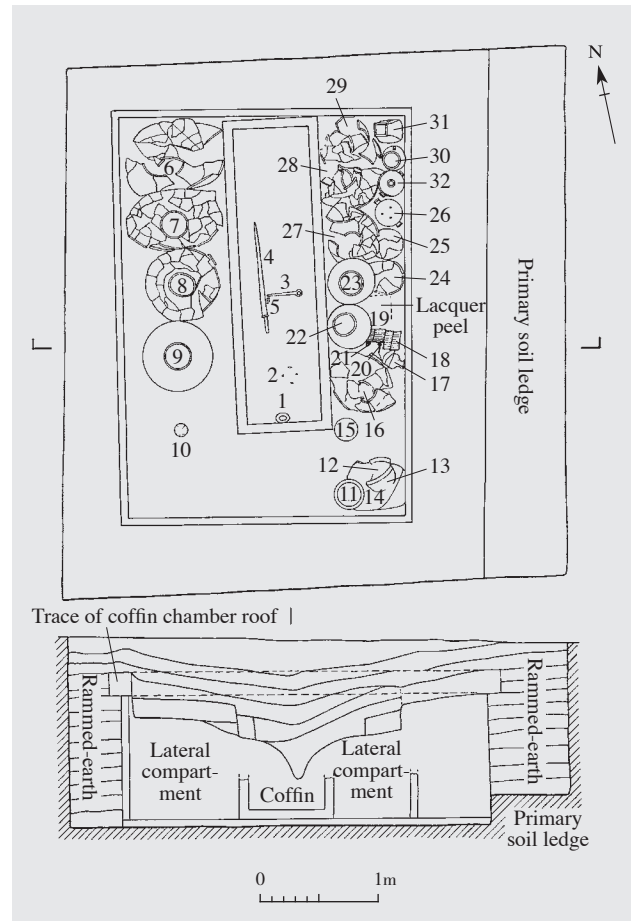 N
29
31
30
28
32
6
26
27
25
7
4
24
3
23
8
5
Lacquer
peel
19
22
18
9
21
20
17
2
1
16
15
10
12
13
11
14
Primary soil ledge
Trace of coffin chamber roof
Rammed-earth
Rammed-earth
Lateral
compart-
ment
Lateral
compart-
ment
Coffin
Primary
soil ledge
0
1m